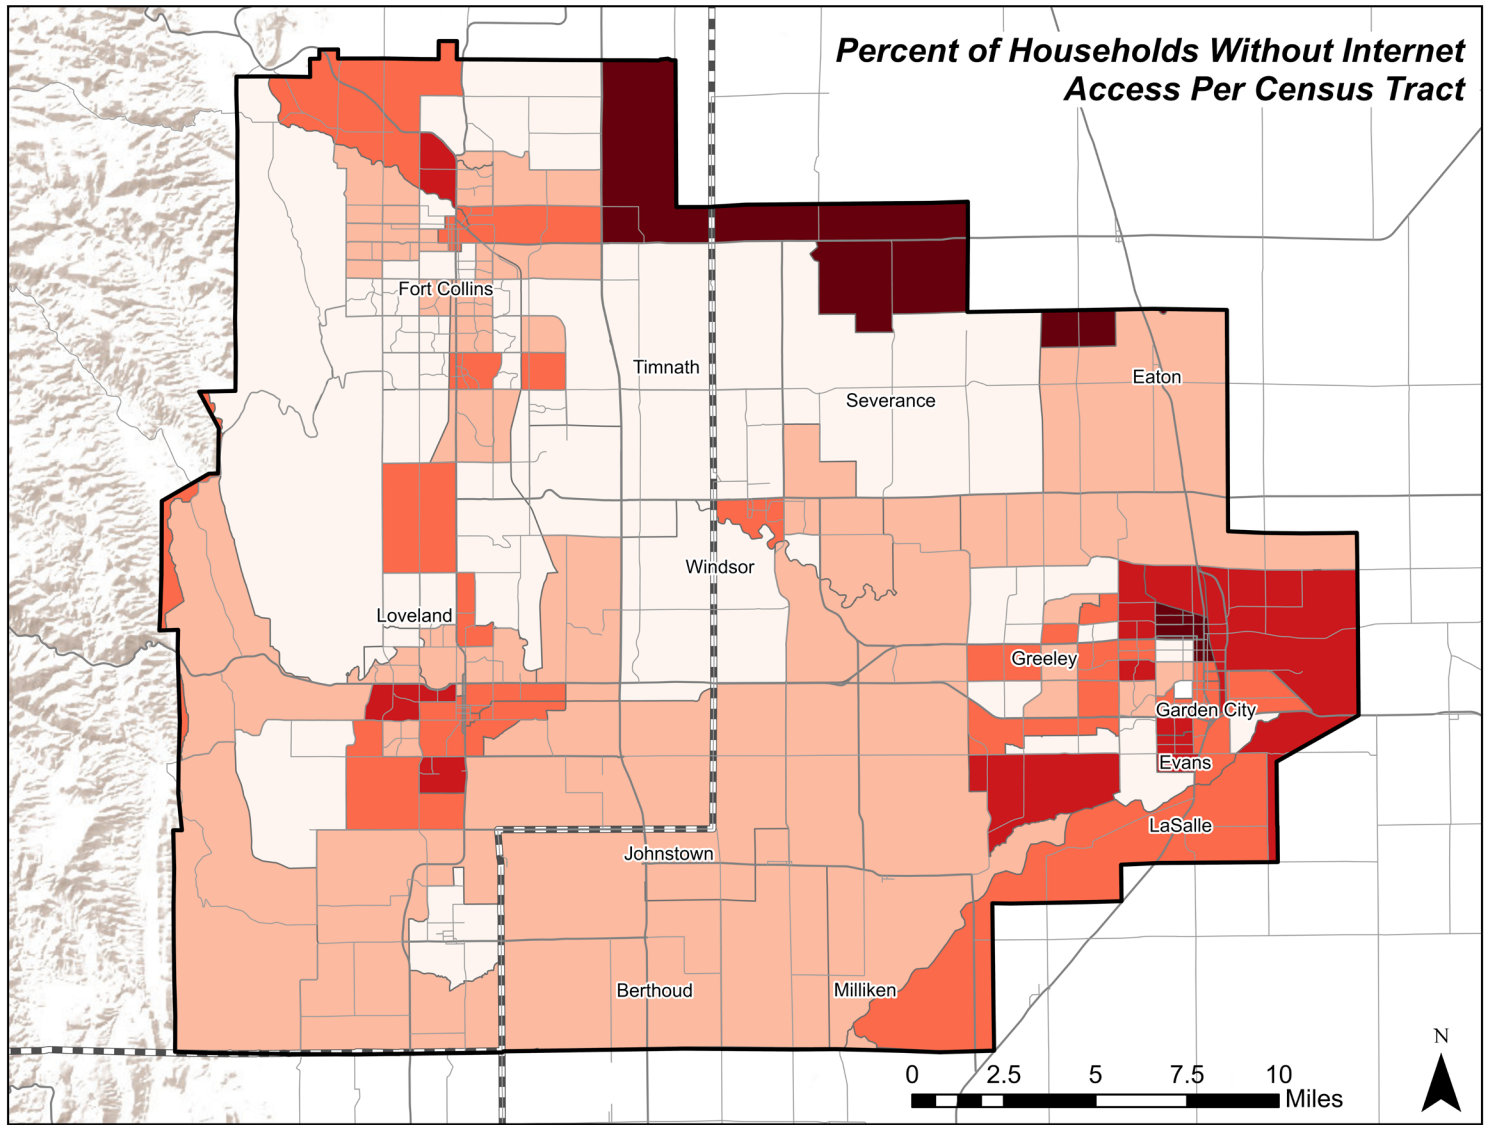 Percent of Households Without Internet
Access Per Census Tract
Fort Collins
Timnath
Eaton
Severance
Windsor
Loveland
Greeley
Garden City
Evans
LaSalle
Johnstown
Berthoud
Milliken
N
0 2.5 5 7.5 10
Miles